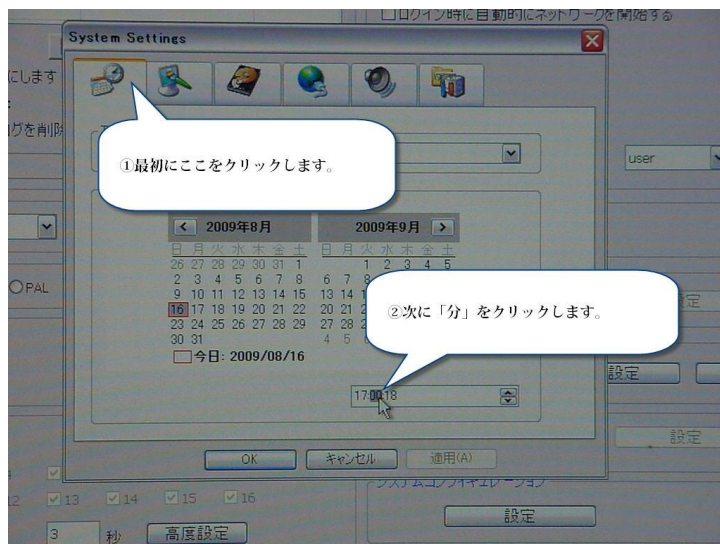 □ログイン時に自動的にネットワークを開始する
System Settings
にします
グを削除
①最初にここをクリックします。
user
2009年8月
2009年9月
日 月 火 水 木 金 土
日 月 火 水 木 金 土
26 27 28 29 30 31 1
1 2 3 4 5
2 3 4 5 6 7 8
6 7 8
9 10 11 12 13 14 15
13 14
16 17 18 19 20 21 22
20 21
23 24 25 26 27 28 29
27 28
30 31
4 5
今日: 2009/08/16
PAL
②次に「分」をクリックします。
定
設定
17:00:18
設定
OK
キャンセル
適用(A)
システムコンフィギュレーション
12
13
14
15
16
設定
3
秒
高度設定